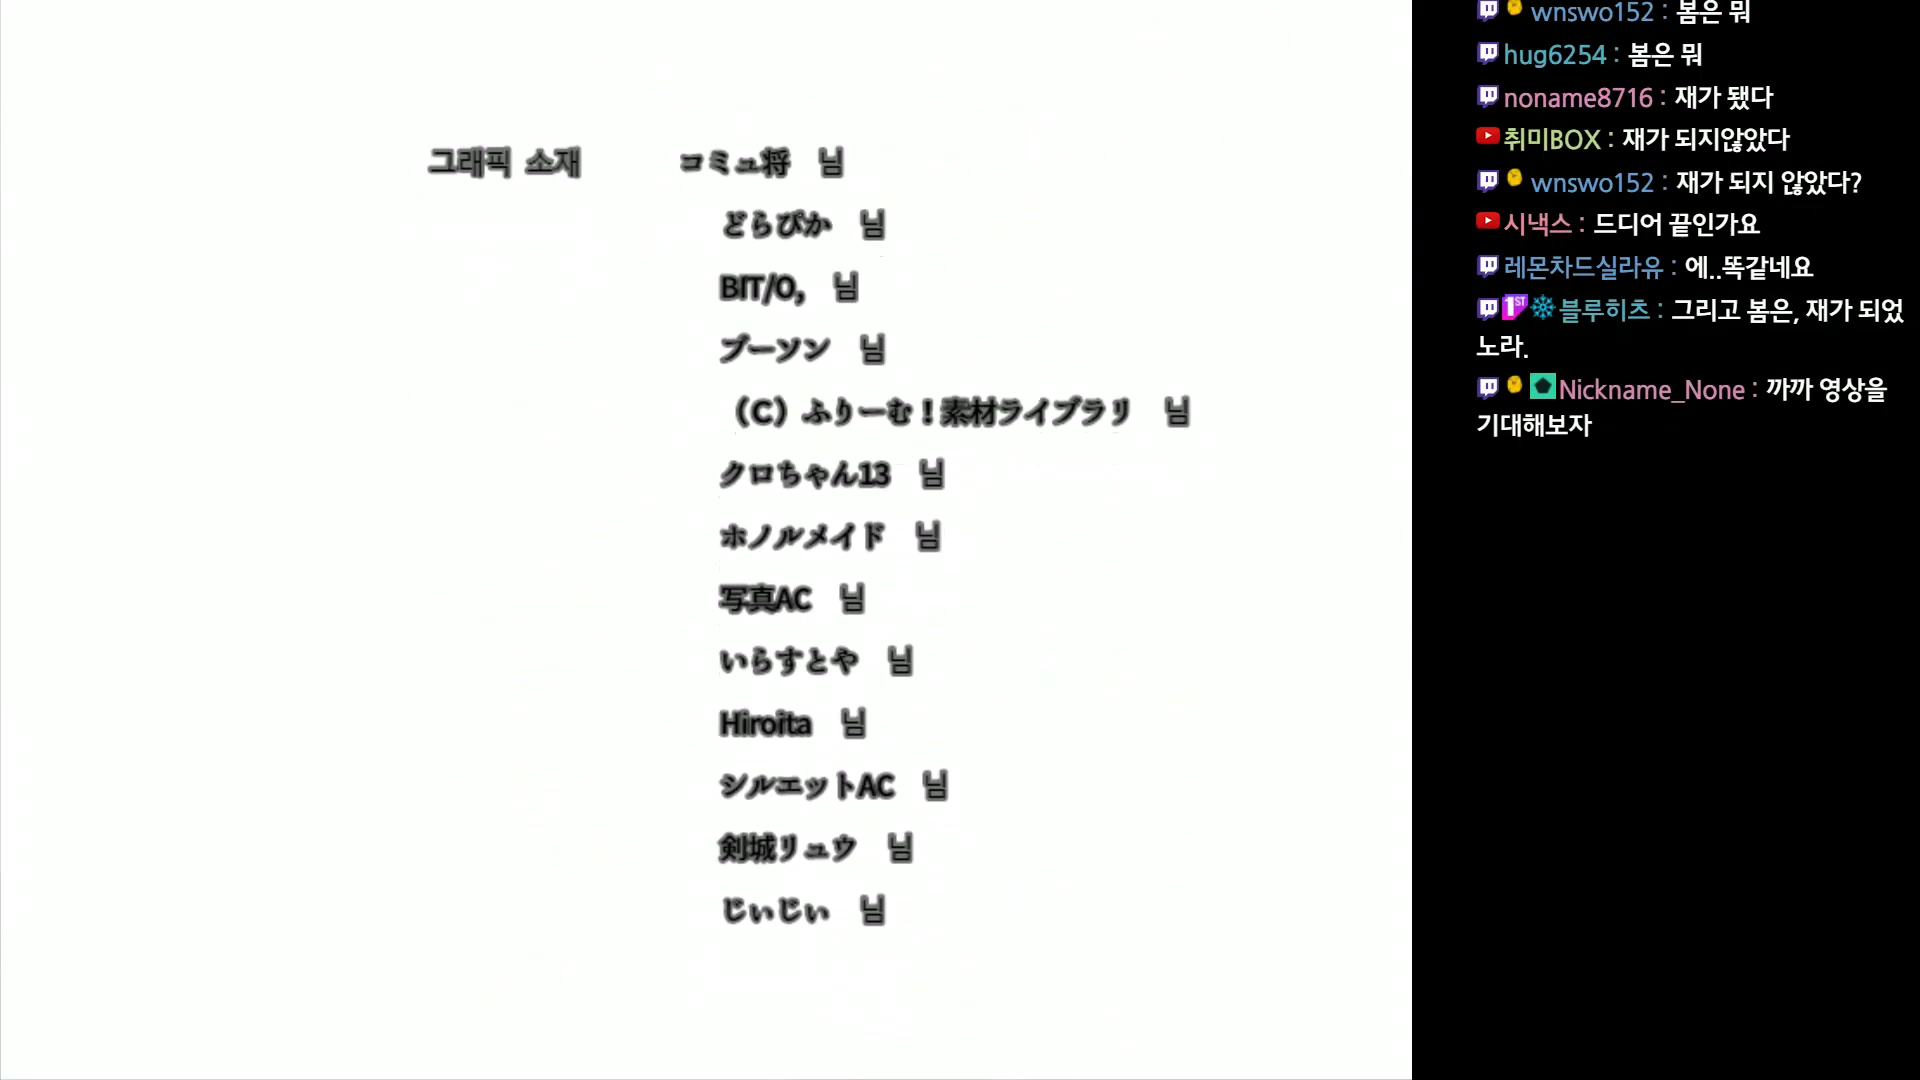 그래픽 소재 コミュ将 님
どらぴか 님
BIT/O, 님
ブーソン 님
（C）ふりーむ！素材ライブラリ 님
クロちゃん13 님
ホノルメイド 님
写真AC 님
いらすとや 님
Hiroita 님
シルエットAC 님
剣城リュウ 님
じぃじぃ 님
wnswo152 : 봄은 뭐
hug6254 : 봄은 뭐
noname8716 : 재가 됐다
취미BOX : 재가 되지않았다
wnswo152 : 재가 되지 않았다?
시낵스 : 드디어 끝인가요
레몬차드실라유 : 에..똑같네요
1ST 블루히츠 : 그리고 봄은, 재가 되었
노라.
Nickname_None : 까까 영상을
기대해보자